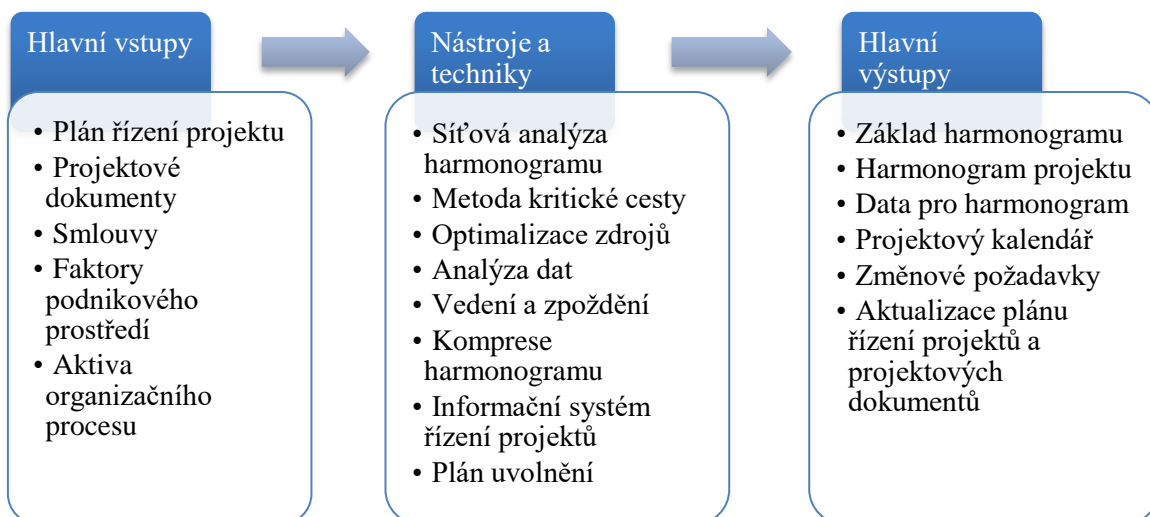 Hlavní vstupy
• Plán řízení projektu
• Projektové
dokumenty
• Smlouvy
• Faktory
podnikového
prostředí
• Aktiva
organizačního
procesu
Nástroje a
techniky
• Síťová analýza
harmonogramu
• Metoda kritické cesty
• Optimalizace zdrojů
• Analýza dat
• Vedení a zpoždění
• Komprese
harmonogramu
• Informační systém
řízení projektů
• Plán uvolnění
Hlavní
výstupy
• Základ harmonogramu
• Harmonogram projektu
• Data pro harmonogram
• Projektový kalendář
• Změnové požadavky
• Aktualizace plánu
řízení projektů a
projektových
dokumentů